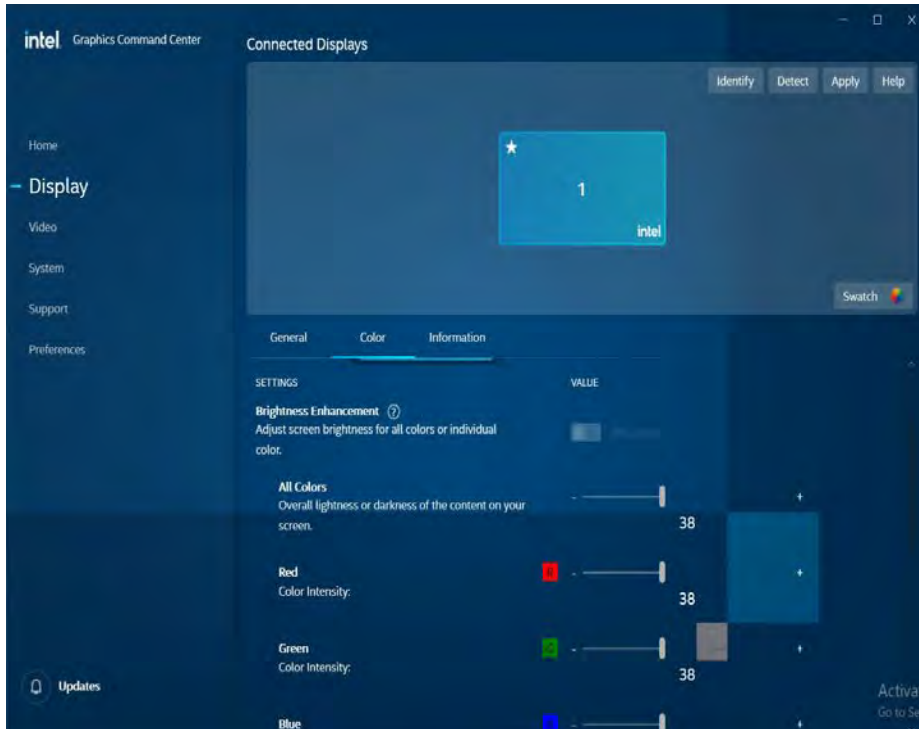 intel Graphics Command Center
Connected Displays
Identify Detect Apply Help
Home
Display
Video
System
Support
Preferences
1
intel
Swatch
General Color Information
SETTINGS VALUE
Brightness Enhancement ?
Adjust screen brightness for all colors or individual
color.
All Colors
Overall lightness or darkness of the content on your
screen.
- +
38
Red
Color Intensity:
R - +
38
Green
Color Intensity:
- +
38
Blue
- +
Updates
Activa
Go to Se